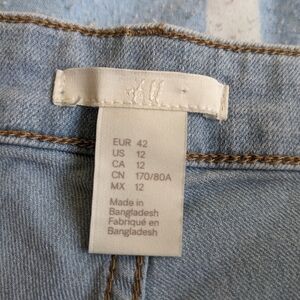 H&M
EUR 42
US 12
CA 12
CN 170/80A
MX 12
Made in
Bangladesh
Fabriqué en
Bangladesh